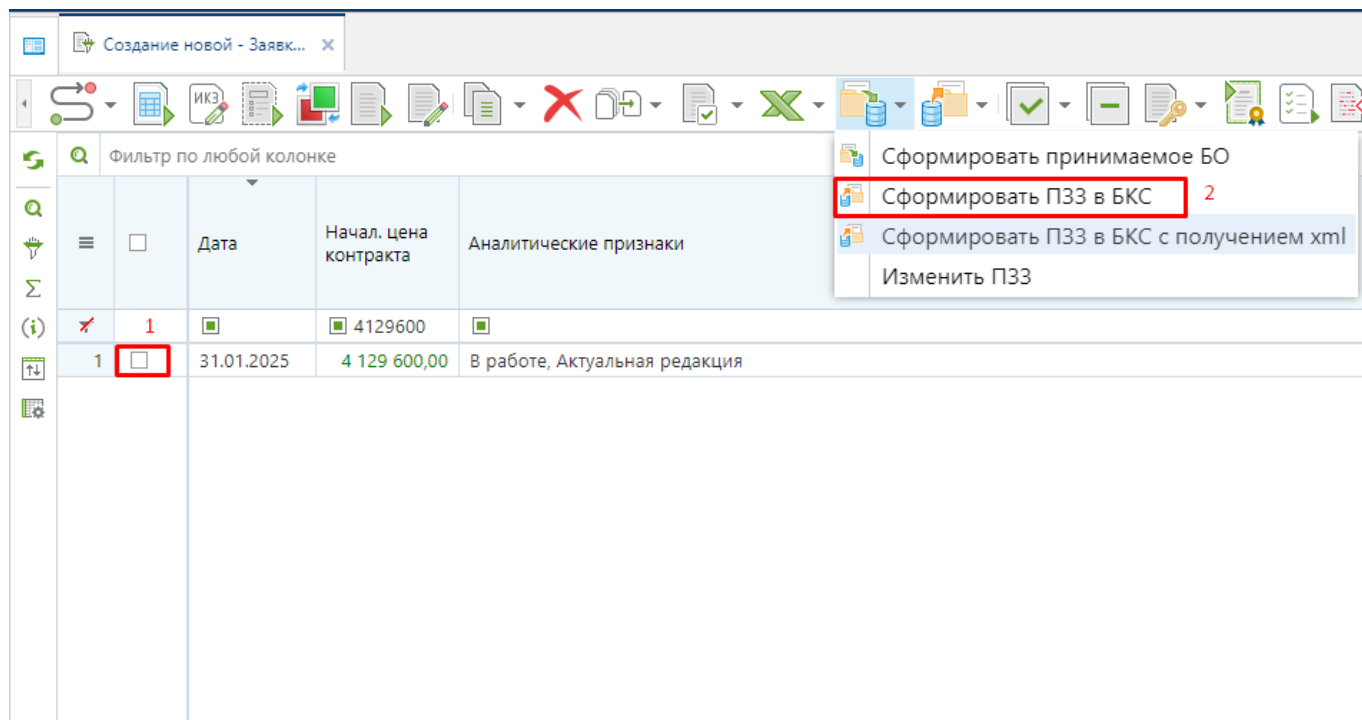 Создание новой - Заявк...
ИКЗ
Фильтр по любой колонке
Сформировать принимаемое БО
Сформировать ПЗЗ в БКС 2
Сформировать ПЗЗ в БКС с получением xml
Изменить ПЗЗ
Дата
Начал. цена
контракта
Аналитические признаки
1 4129600
1 31.01.2025 4 129 600,00 В работе, Актуальная редакция